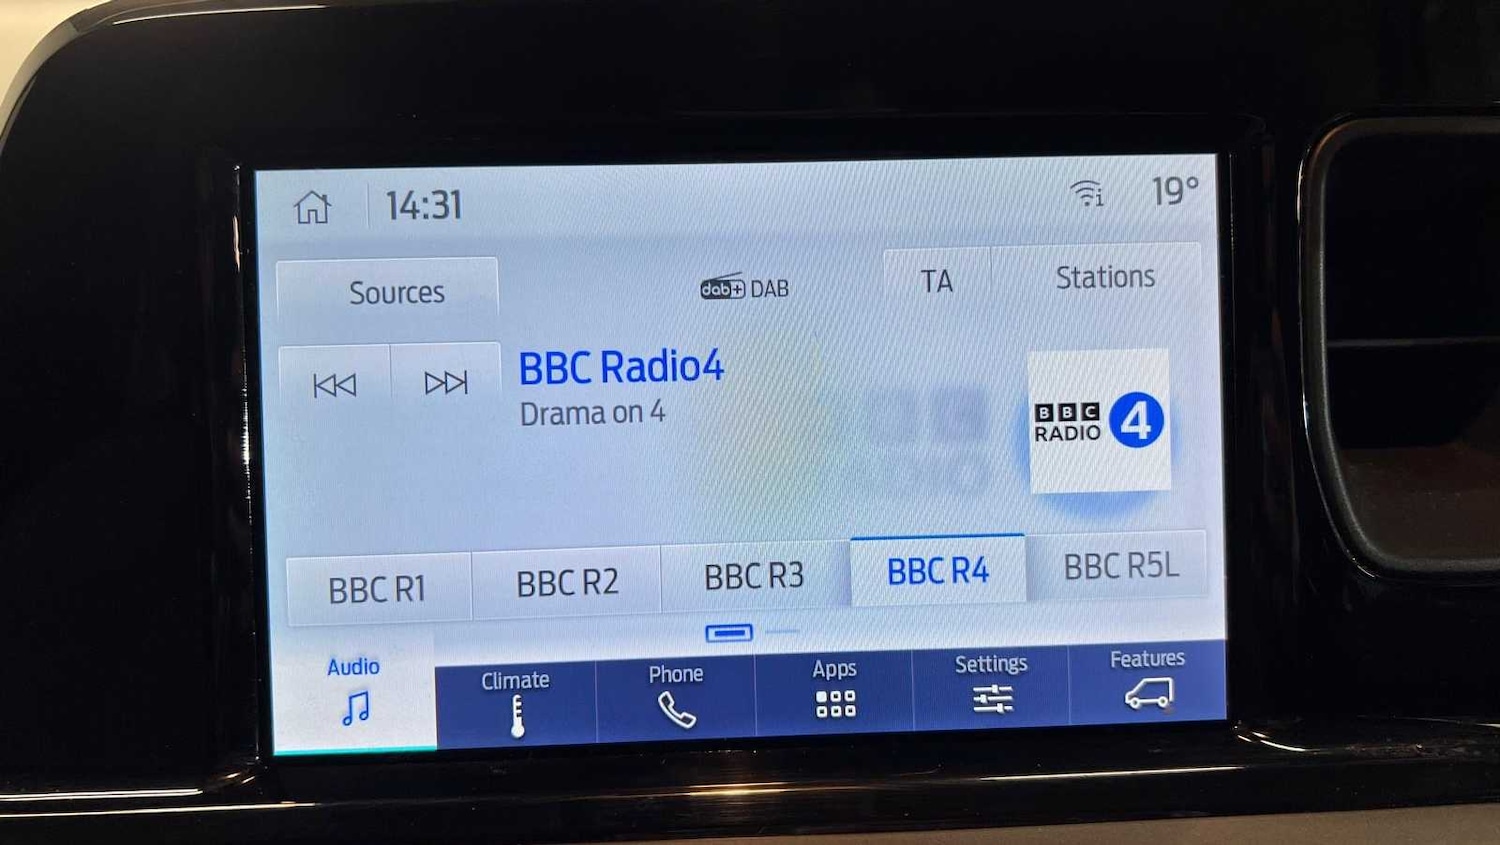 14:31
i
19°
Sources
dab+ DAB
TA
Stations
BBC Radio4
Drama on 4
BBC
RADIO
4
BBC R1
BBC R2
BBC R3
BBC R4
BBC R5L
Audio
Climate
Phone
Apps
Settings
Features